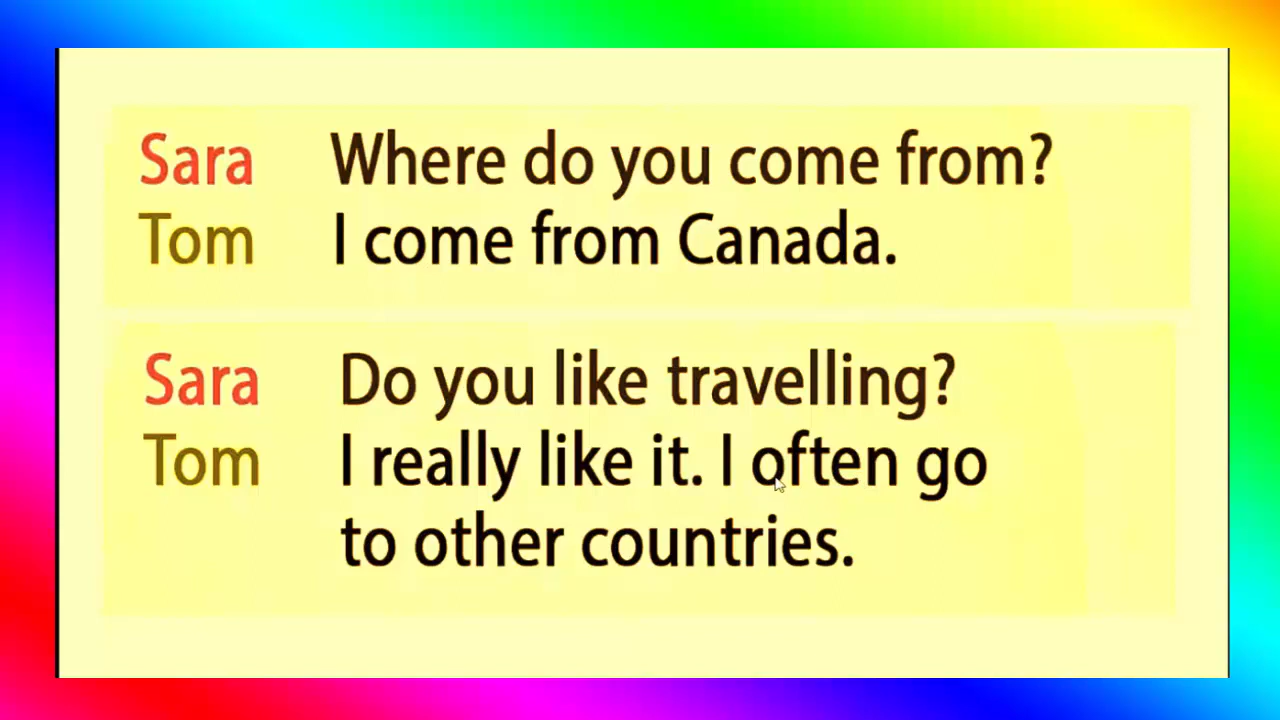 Sara Where do you come from?
Tom I come from Canada.
Sara Do you like travelling?
Tom I really like it. I often go
to other countries.